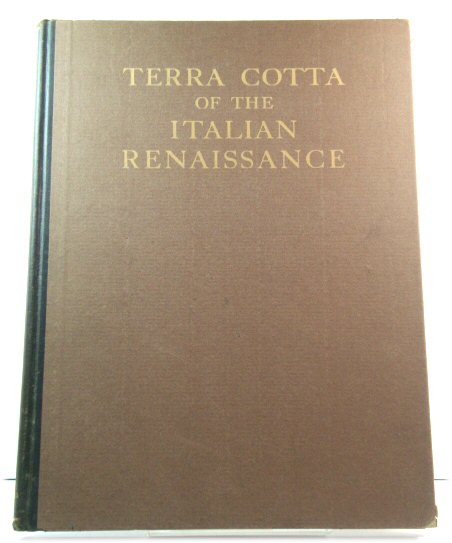 TERRA COTTA
OF THE
ITALIAN
RENAISSANCE